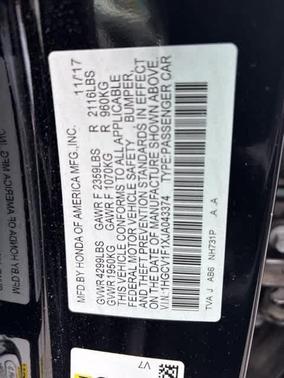 MFD BY HONDA OF AMERICA MFG., INC. 11/17
GVWR 4299LBS GAWR F 2359LBS R 2116LBS
GVWR 1950KG GAWR F 1070KG R 960KG
THIS VEHICLE CONFORMS TO ALL APPLICABLE
FEDERAL MOTOR VEHICLE SAFETY BUMPER,
AND THEFT PREVENTION STANDARDS IN EFFECT
ON THE DATE OF MANUFACTURE SHOWN ABOVE.
V.I.N.: 1HGCV1F1XJA043374 TYPE:PASSENGER CAR
TVA J AB6 NH731P A A
V7